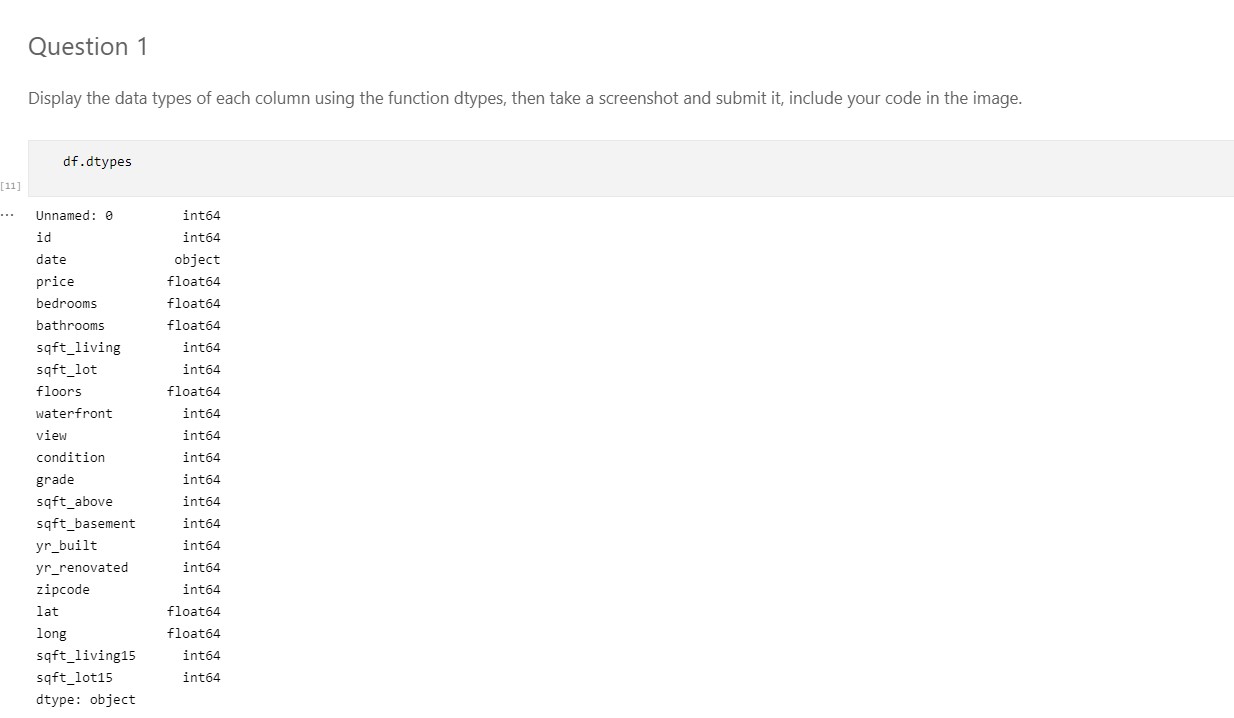 Question 1
Display the data types of each column using the function dtypes, then take a screenshot and submit it, include your code in the image.
df.dtypes
[11]
... Unnamed: 0 int64
id int64
date object
price float64
bedrooms float64
bathrooms float64
sqft_living int64
sqft_lot int64
floors float64
waterfront int64
view int64
condition int64
grade int64
sqft_above int64
sqft_basement int64
yr_built int64
yr_renovated int64
zipcode int64
lat float64
long float64
sqft_living15 int64
sqft_lot15 int64
dtype: object